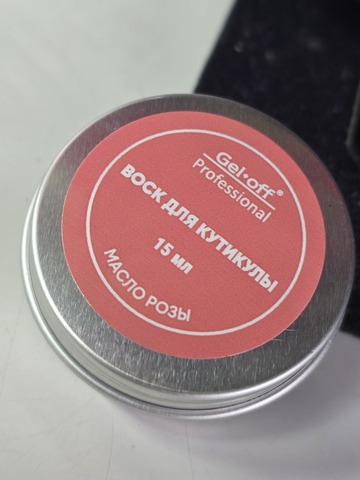 Gel•off®
Professional
ВОСК ДЛЯ КУТИКУЛЫ
15 мл
МАСЛО РОЗЫ